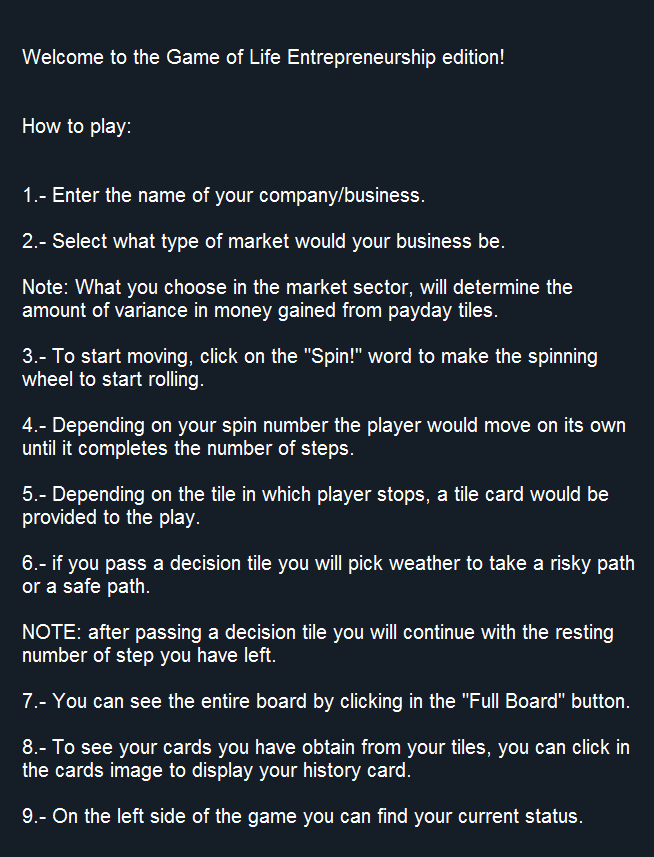 Welcome to the Game of Life Entrepreneurship edition!
How to play:
1.- Enter the name of your company/business.
2.- Select what type of market would your business be.
Note: What you choose in the market sector, will determine the
amount of variance in money gained from payday tiles.
3.- To start moving, click on the "Spin!" word to make the spinning
wheel to start rolling.
4.- Depending on your spin number the player would move on its own
until it completes the number of steps.
5.- Depending on the tile in which player stops, a tile card would be
provided to the play.
6.- if you pass a decision tile you will pick weather to take a risky path
or a safe path.
NOTE: after passing a decision tile you will continue with the resting
number of step you have left.
7.- You can see the entire board by clicking in the "Full Board" button.
8.- To see your cards you have obtain from your tiles, you can click in
the cards image to display your history card.
9.- On the left side of the game you can find your current status.